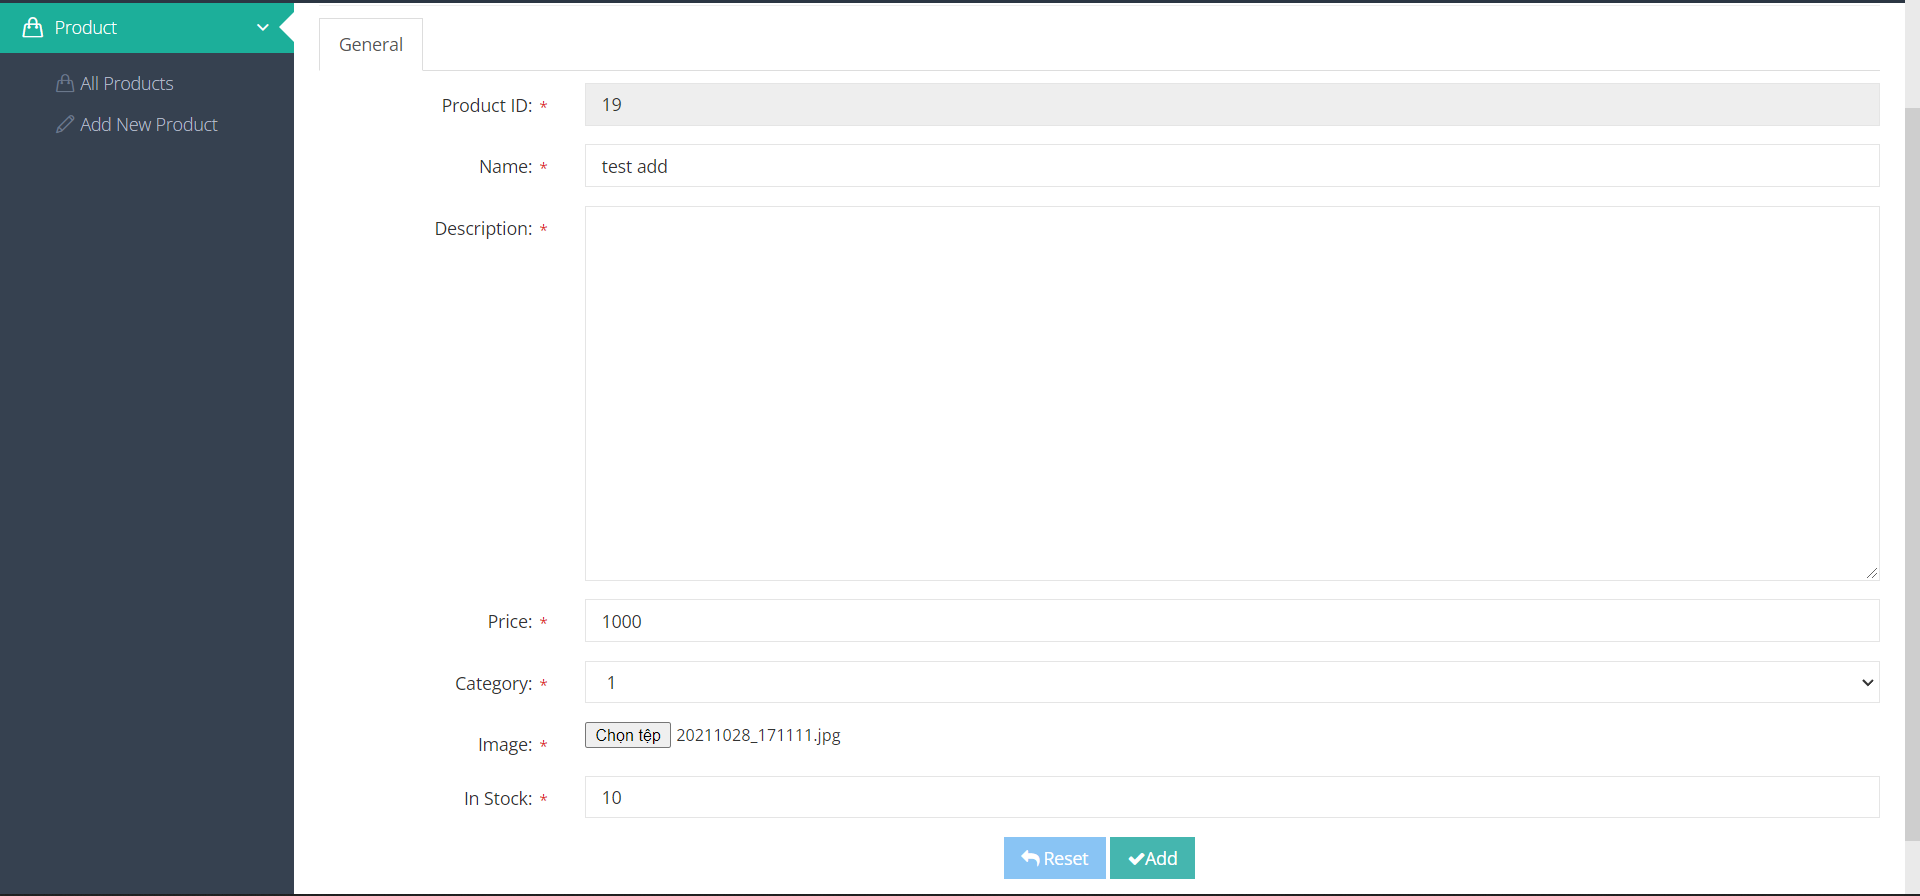 Product
All Products
Add New Product
General
Product ID: *
19
Name: *
test add
Description: *
Price: *
1000
Category: *
1
Image: *
Chọn tệp 20211028_171111.jpg
In Stock: *
10
Reset
Add